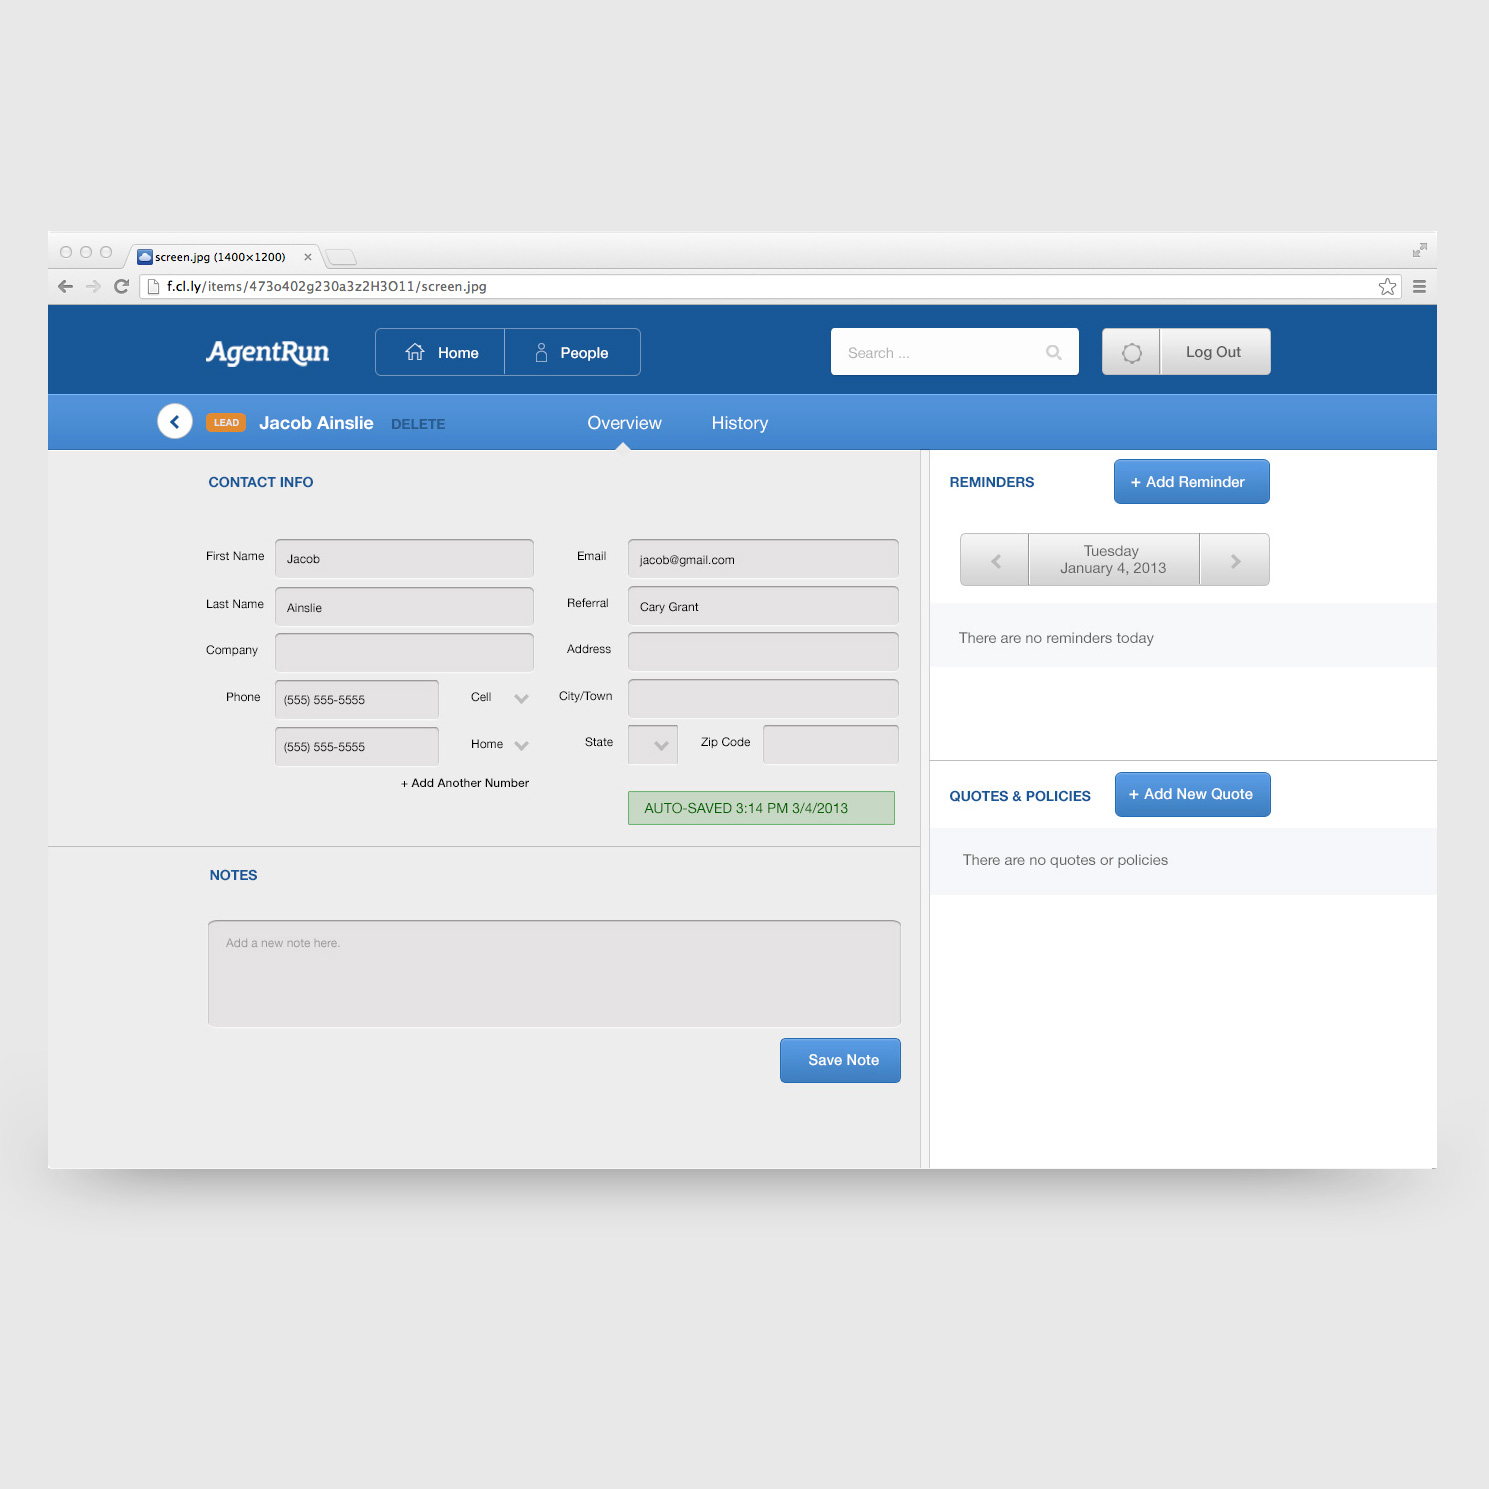 screen.jpg (1400×1200)
f.cl.ly/items/473o402g230a3z2H3O11/screen.jpg
AgentRun
Home
People
Search ...
Log Out
LEAD
Jacob Ainslie
DELETE
Overview
History
CONTACT INFO
First Name
Jacob
Email
jacob@gmail.com
Last Name
Ainslie
Referral
Cary Grant
Company
Address
Phone
(555) 555-5555
Cell
City/Town
(555) 555-5555
Home
State
Zip Code
+ Add Another Number
AUTO-SAVED 3:14 PM 3/4/2013
NOTES
Add a new note here.
Save Note
REMINDERS
+ Add Reminder
Tuesday
January 4, 2013
There are no reminders today
QUOTES & POLICIES
+ Add New Quote
There are no quotes or policies